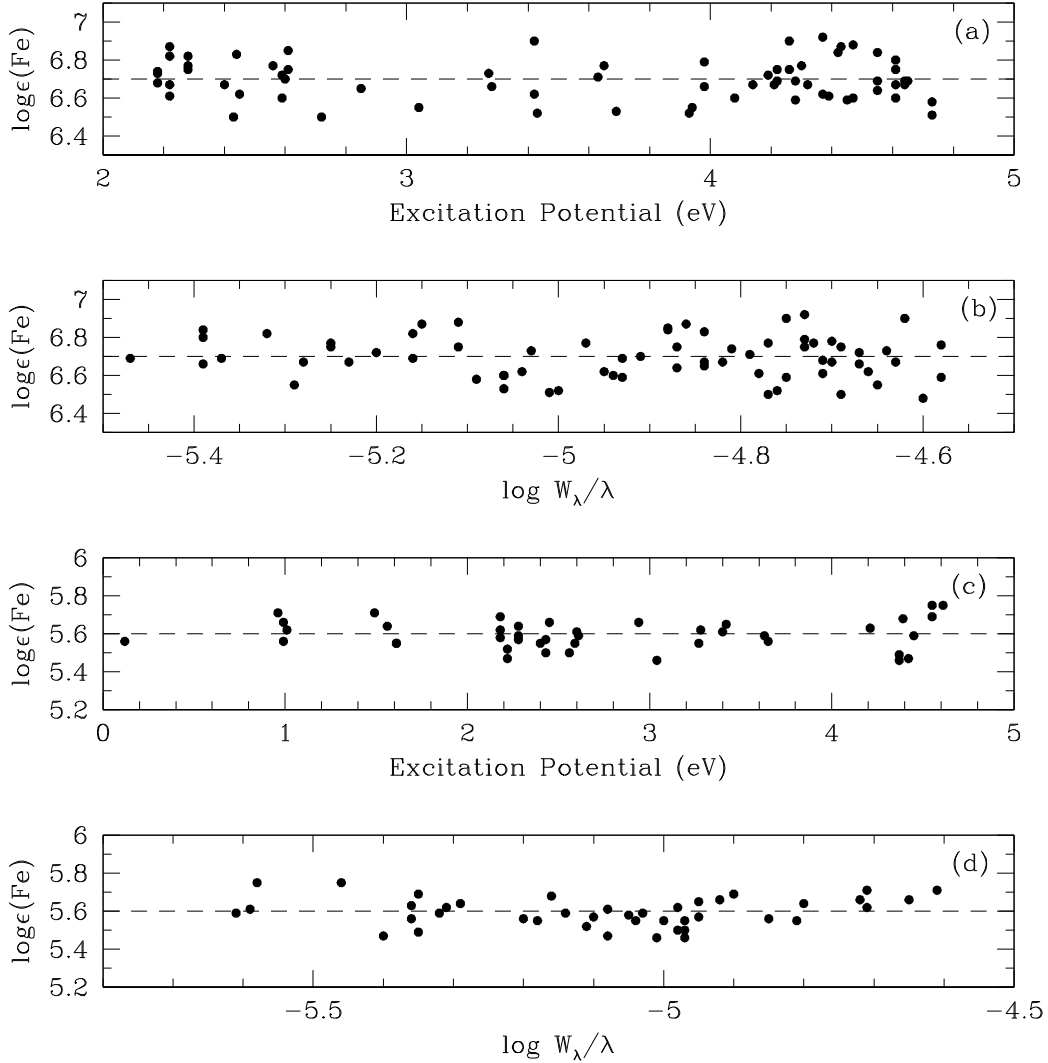 (a)
logϵ(Fe)
7
6.8
6.6
6.4
2 3 4 5
Excitation Potential (eV)
(b)
logϵ(Fe)
7
6.8
6.6
6.4
−5.4 −5.2 −5 −4.8 −4.6
log Wλ/λ
(c)
logϵ(Fe)
6
5.8
5.6
5.4
5.2
0 1 2 3 4 5
Excitation Potential (eV)
(d)
logϵ(Fe)
6
5.8
5.6
5.4
5.2
−5.5 −5 −4.5
log Wλ/λ